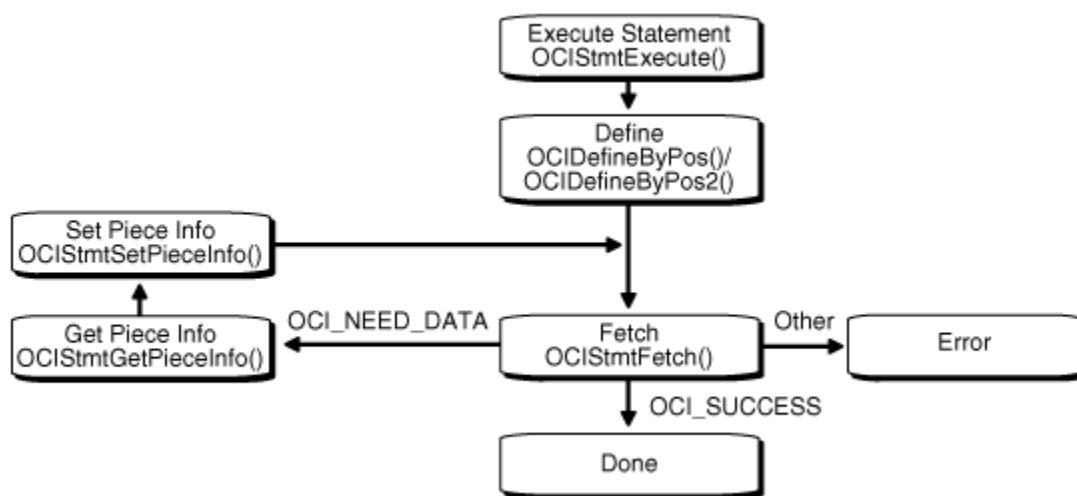 Execute Statement
OCIStmtExecute()
Define
OCIDefineByPos()/
OCIDefineByPos2()
Set Piece Info
OCIStmtSetPieceInfo()
Get Piece Info
OCIStmtGetPieceInfo()
OCI_NEED_DATA
Fetch
OCIStmtFetch()
Other
Error
OCI_SUCCESS
Done